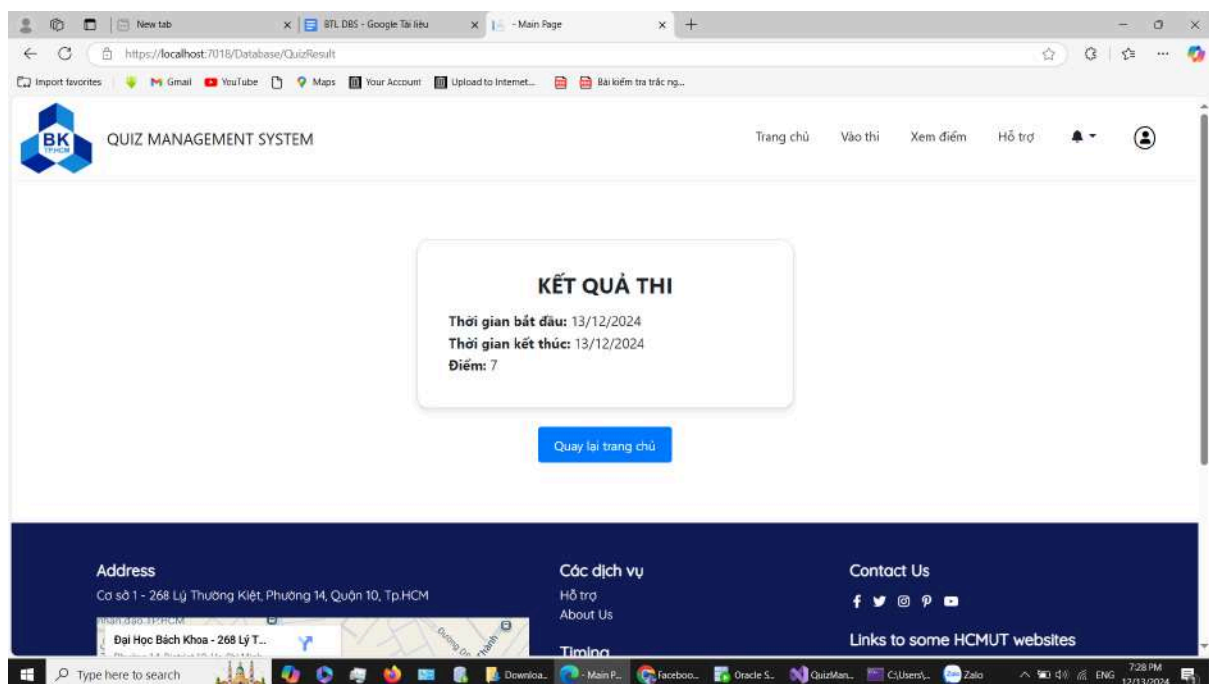 New tab
BTL DBS - Google Tài liệu
- Main Page
https://localhost:7018/Database/QuizResult
Import favorites
Gmail
YouTube
Maps
Your Account
Upload to Internet...
Bài kiểm tra trắc ng...
BK
TP.HCM
QUIZ MANAGEMENT SYSTEM
Trang chủ
Vào thi
Xem điểm
Hỗ trợ
KẾT QUẢ THI
Thời gian bắt đầu: 13/12/2024
Thời gian kết thúc: 13/12/2024
Điểm: 7
Quay lại trang chủ
Address
Các dịch vụ
Contact Us
Cơ sở 1 - 268 Lý Thường Kiệt, Phường 14, Quận 10, Tp.HCM
Hỗ trợ
About Us
Đại Học Bách Khoa - 268 Lý T...
Links to some HCMUT websites
Timing
Type here to search
Downloa...
- Main P...
Faceboo...
Oracle S...
QuizMan...
C:\Users\...
Zalo
ENG
7:28 PM
12/13/2024